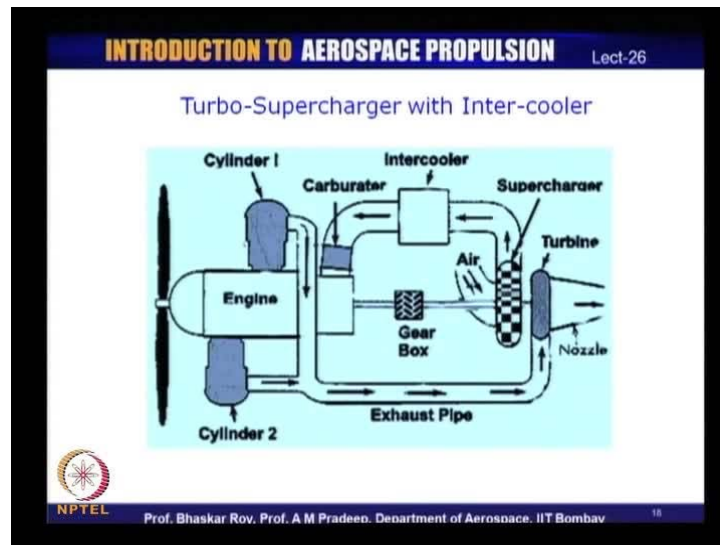 INTRODUCTION TO AEROSPACE PROPULSION
Lect-26
Turbo-Supercharger with Inter-cooler
Cylinder I
Intercooler
Carburater
Supercharger
Turbine
Air
Engine
Gear
Box
Nozzle
Exhaust Pipe
Cylinder 2
NPTEL
Prof. Bhaskar Roy, Prof. A M Pradeep, Department of Aerospace, IIT Bombay
18